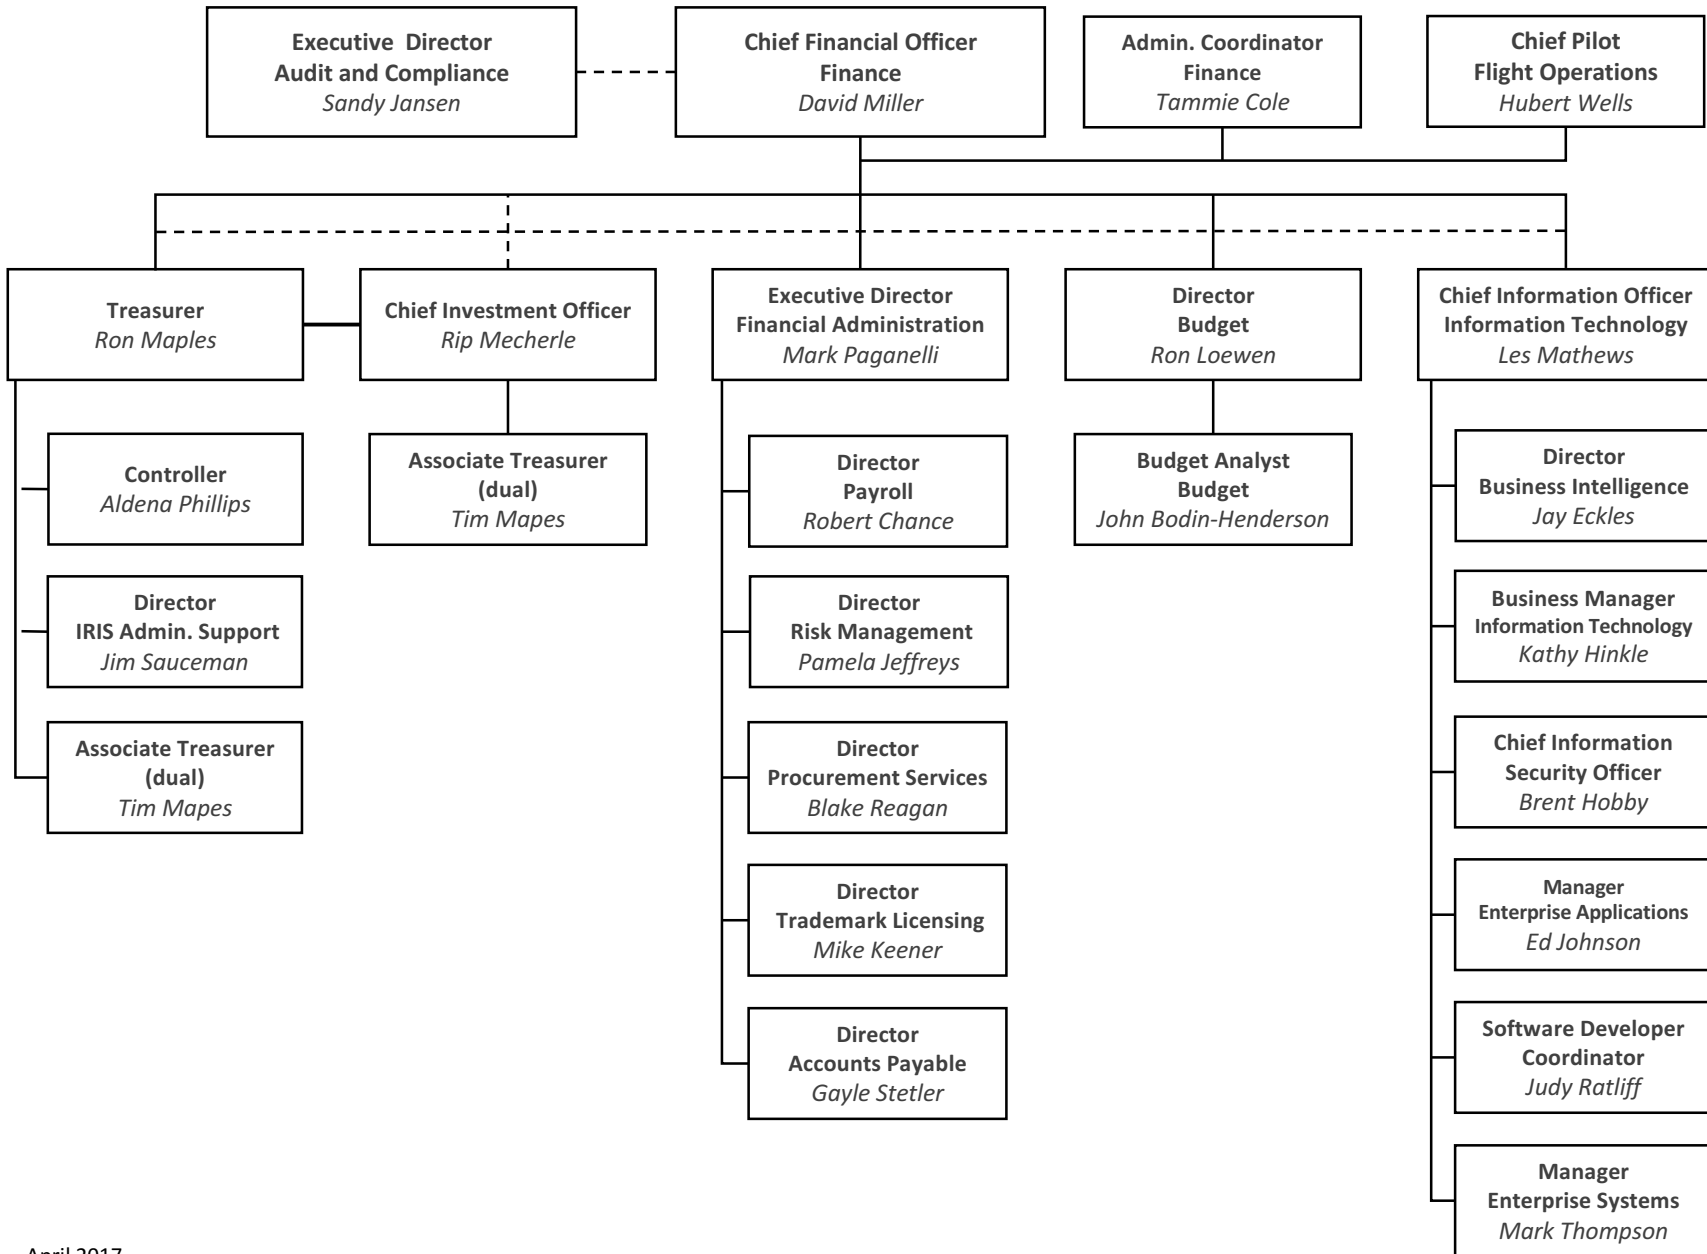 Executive Director
Audit and Compliance
Sandy Jansen
Chief Financial Officer
Finance
David Miller
Admin. Coordinator
Finance
Tammie Cole
Chief Pilot
Flight Operations
Hubert Wells
Treasurer
Ron Maples
Chief Investment Officer
Rip Mecherle
Executive Director
Financial Administration
Mark Paganelli
Director
Budget
Ron Loewen
Chief Information Officer
Information Technology
Les Mathews
Controller
Aldena Phillips
Director
IRIS Admin. Support
Jim Sauceman
Associate Treasurer
(dual)
Tim Mapes
Associate Treasurer
(dual)
Tim Mapes
Director
Payroll
Robert Chance
Director
Risk Management
Pamela Jeffreys
Director
Procurement Services
Blake Reagan
Director
Trademark Licensing
Mike Keener
Director
Accounts Payable
Gayle Stetler
Budget Analyst
Budget
John Bodin-Henderson
Director
Business Intelligence
Jay Eckles
Business Manager
Information Technology
Kathy Hinkle
Chief Information
Security Officer
Brent Hobby
Manager
Enterprise Applications
Ed Johnson
Software Developer
Coordinator
Judy Ratliff
Manager
Enterprise Systems
Mark Thompson
April 2017